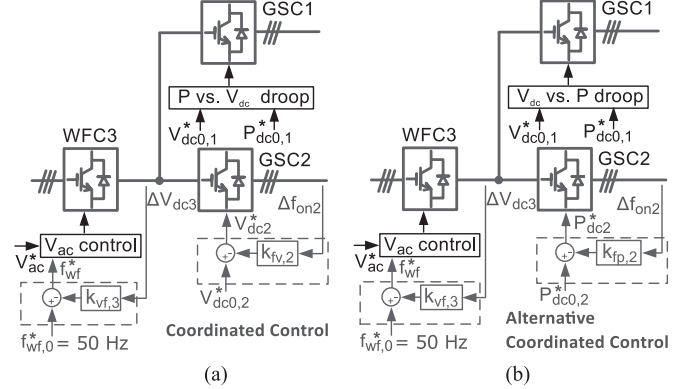 GSC1
P vs. V_dc droop
V*_dc0,1 P*_dc0,1
WFC3
GSC2
ΔV_dc3
V*_dc2
Δf_on2
V_ac control
V*_ac
f*_wf
+
k_fv,2
+
k_vf,3
V*_dc0,2
Coordinated Control
f*_wf,0 = 50 Hz
(a)
GSC1
V_dc vs. P droop
V*_dc0,1 P*_dc0,1
WFC3
GSC2
ΔV_dc3
P*_dc2
Δf_on2
V_ac control
V*_ac
f*_wf
+
k_fp,2
+
k_vf,3
P*_dc0,2
Alternative
Coordinated Control
f*_wf,0 = 50 Hz
(b)